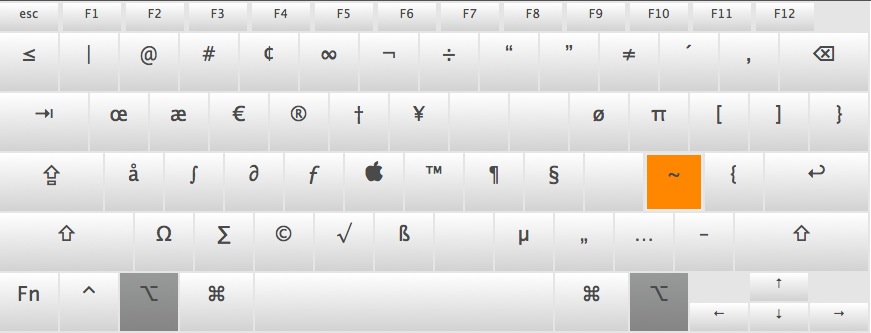 esc F1 F2 F3 F4 F5 F6 F7 F8 F9 F10 F11 F12
≤ | @ # ¢ ∞ ¬ ÷ “ ” ≠ ´ ‚ ⌫
⇥ œ æ € ® † ¥ ø π [ ] }
⇪ å ∫ ∂ ƒ  ™ ¶ § ~ { ↩
⇧ Ω ∑ © √ ß µ „ … – ⇧
Fn ^ ⌥ ⌘ ⌘ ⌥ ↑
← ↓ →